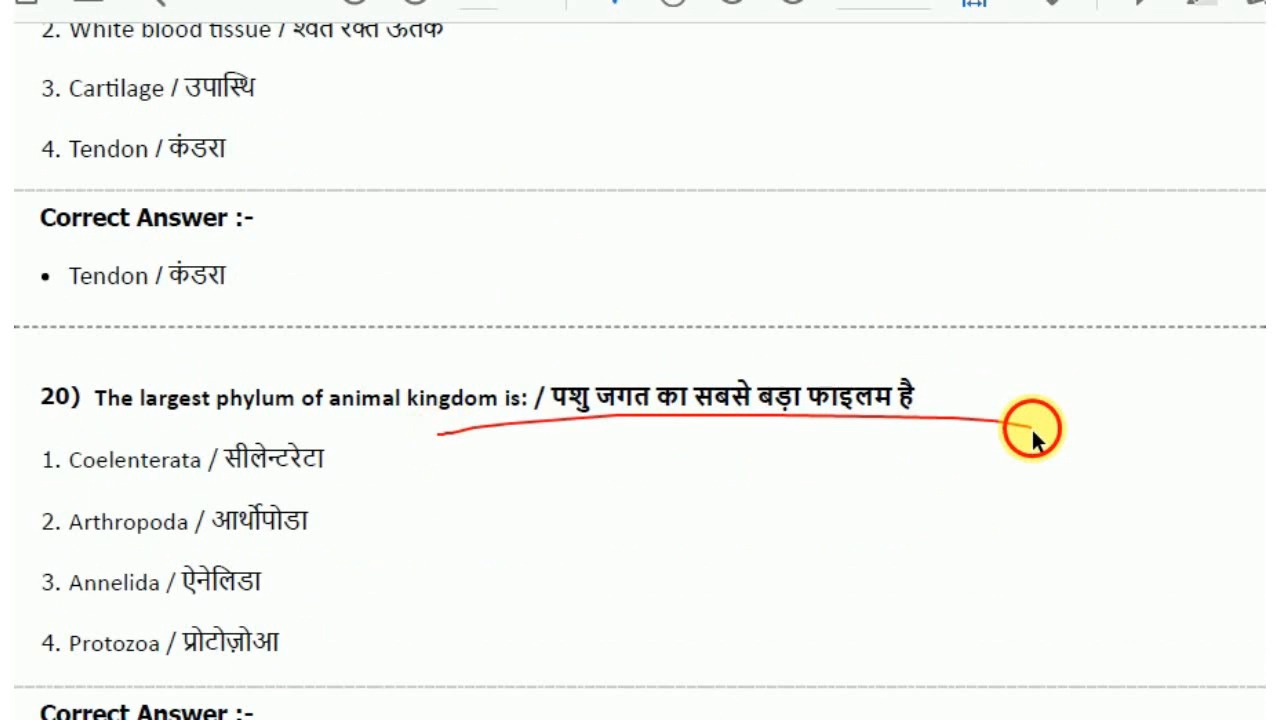 2. White blood tissue / श्वेत रक्त ऊतक
3. Cartilage / उपास्थि
4. Tendon / कंडरा
Correct Answer :-
• Tendon / कंडरा
20) The largest phylum of animal kingdom is: / पशु जगत का सबसे बड़ा फाइलम है
1. Coelenterata / सीलेन्टरेटा
2. Arthropoda / आर्थोपोडा
3. Annelida / ऐनेलिडा
4. Protozoa / प्रोटोज़ोआ
Correct Answer :-